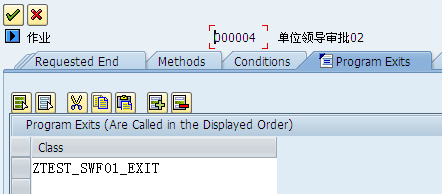 作业 000004 单位领导审批02
Requested End Methods Conditions Program Exits
Program Exits (Are Called in the Displayed Order)
Class
ZTEST_SWF01_EXIT